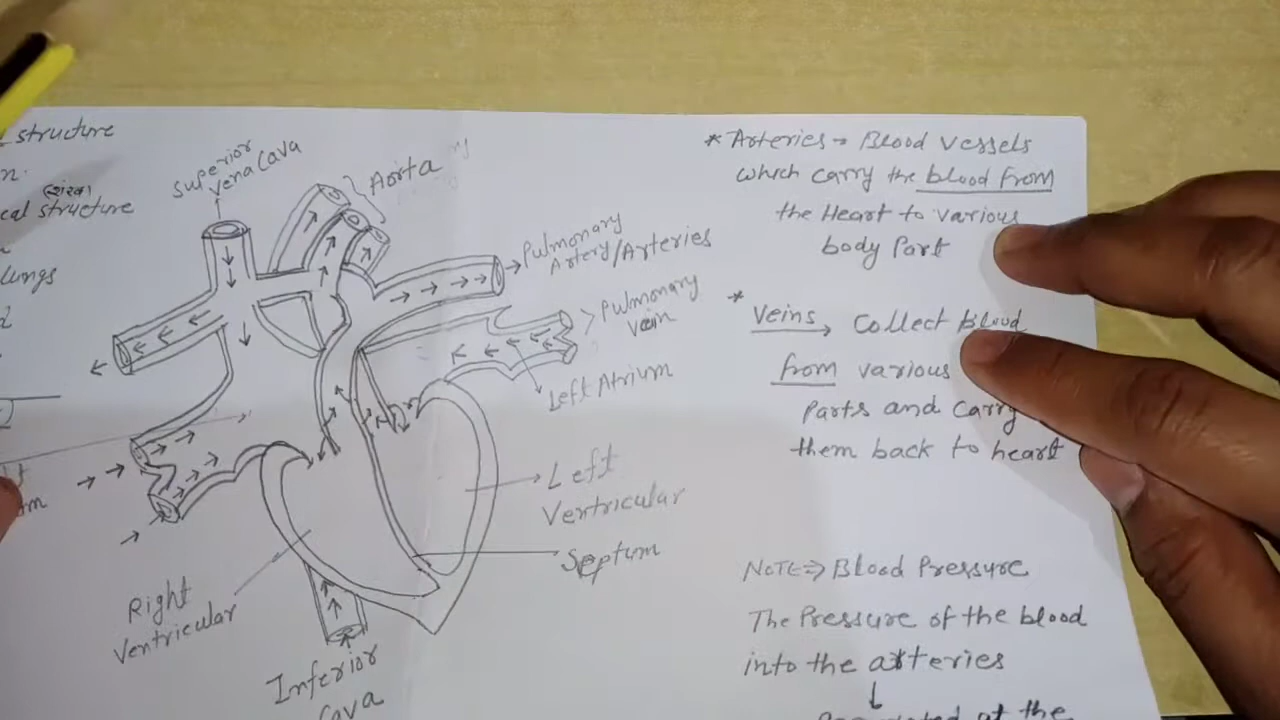 structure
n.
(शंख)
cal structure
lungs
Superior
Vena Cava
Aorta
Pulmonary
Artery/Arteries
Pulmonary
Vein
Left Atrium
Left
Ventricular
Septum
Right
Ventricular
Inferior
Cava
* Arteries → Blood Vessels
which carry the blood from
the Heart to various
body Part
* Veins → Collect Blood
from various
Parts and Carry
them back to heart
NOTE ⇒ Blood Pressure
The Pressure of the blood
into the arteries
at the